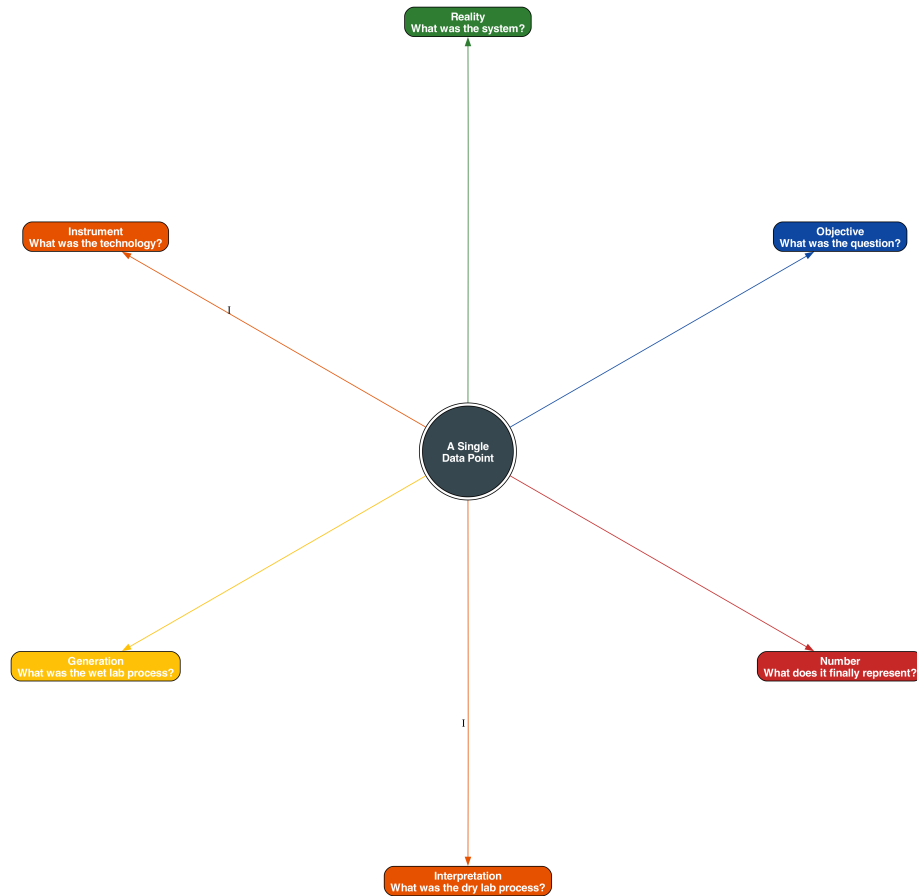 Reality
What was the system?
Instrument
What was the technology?
Objective
What was the question?
I
A Single
Data Point
Generation
What was the wet lab process?
Number
What does it finally represent?
I
Interpretation
What was the dry lab process?